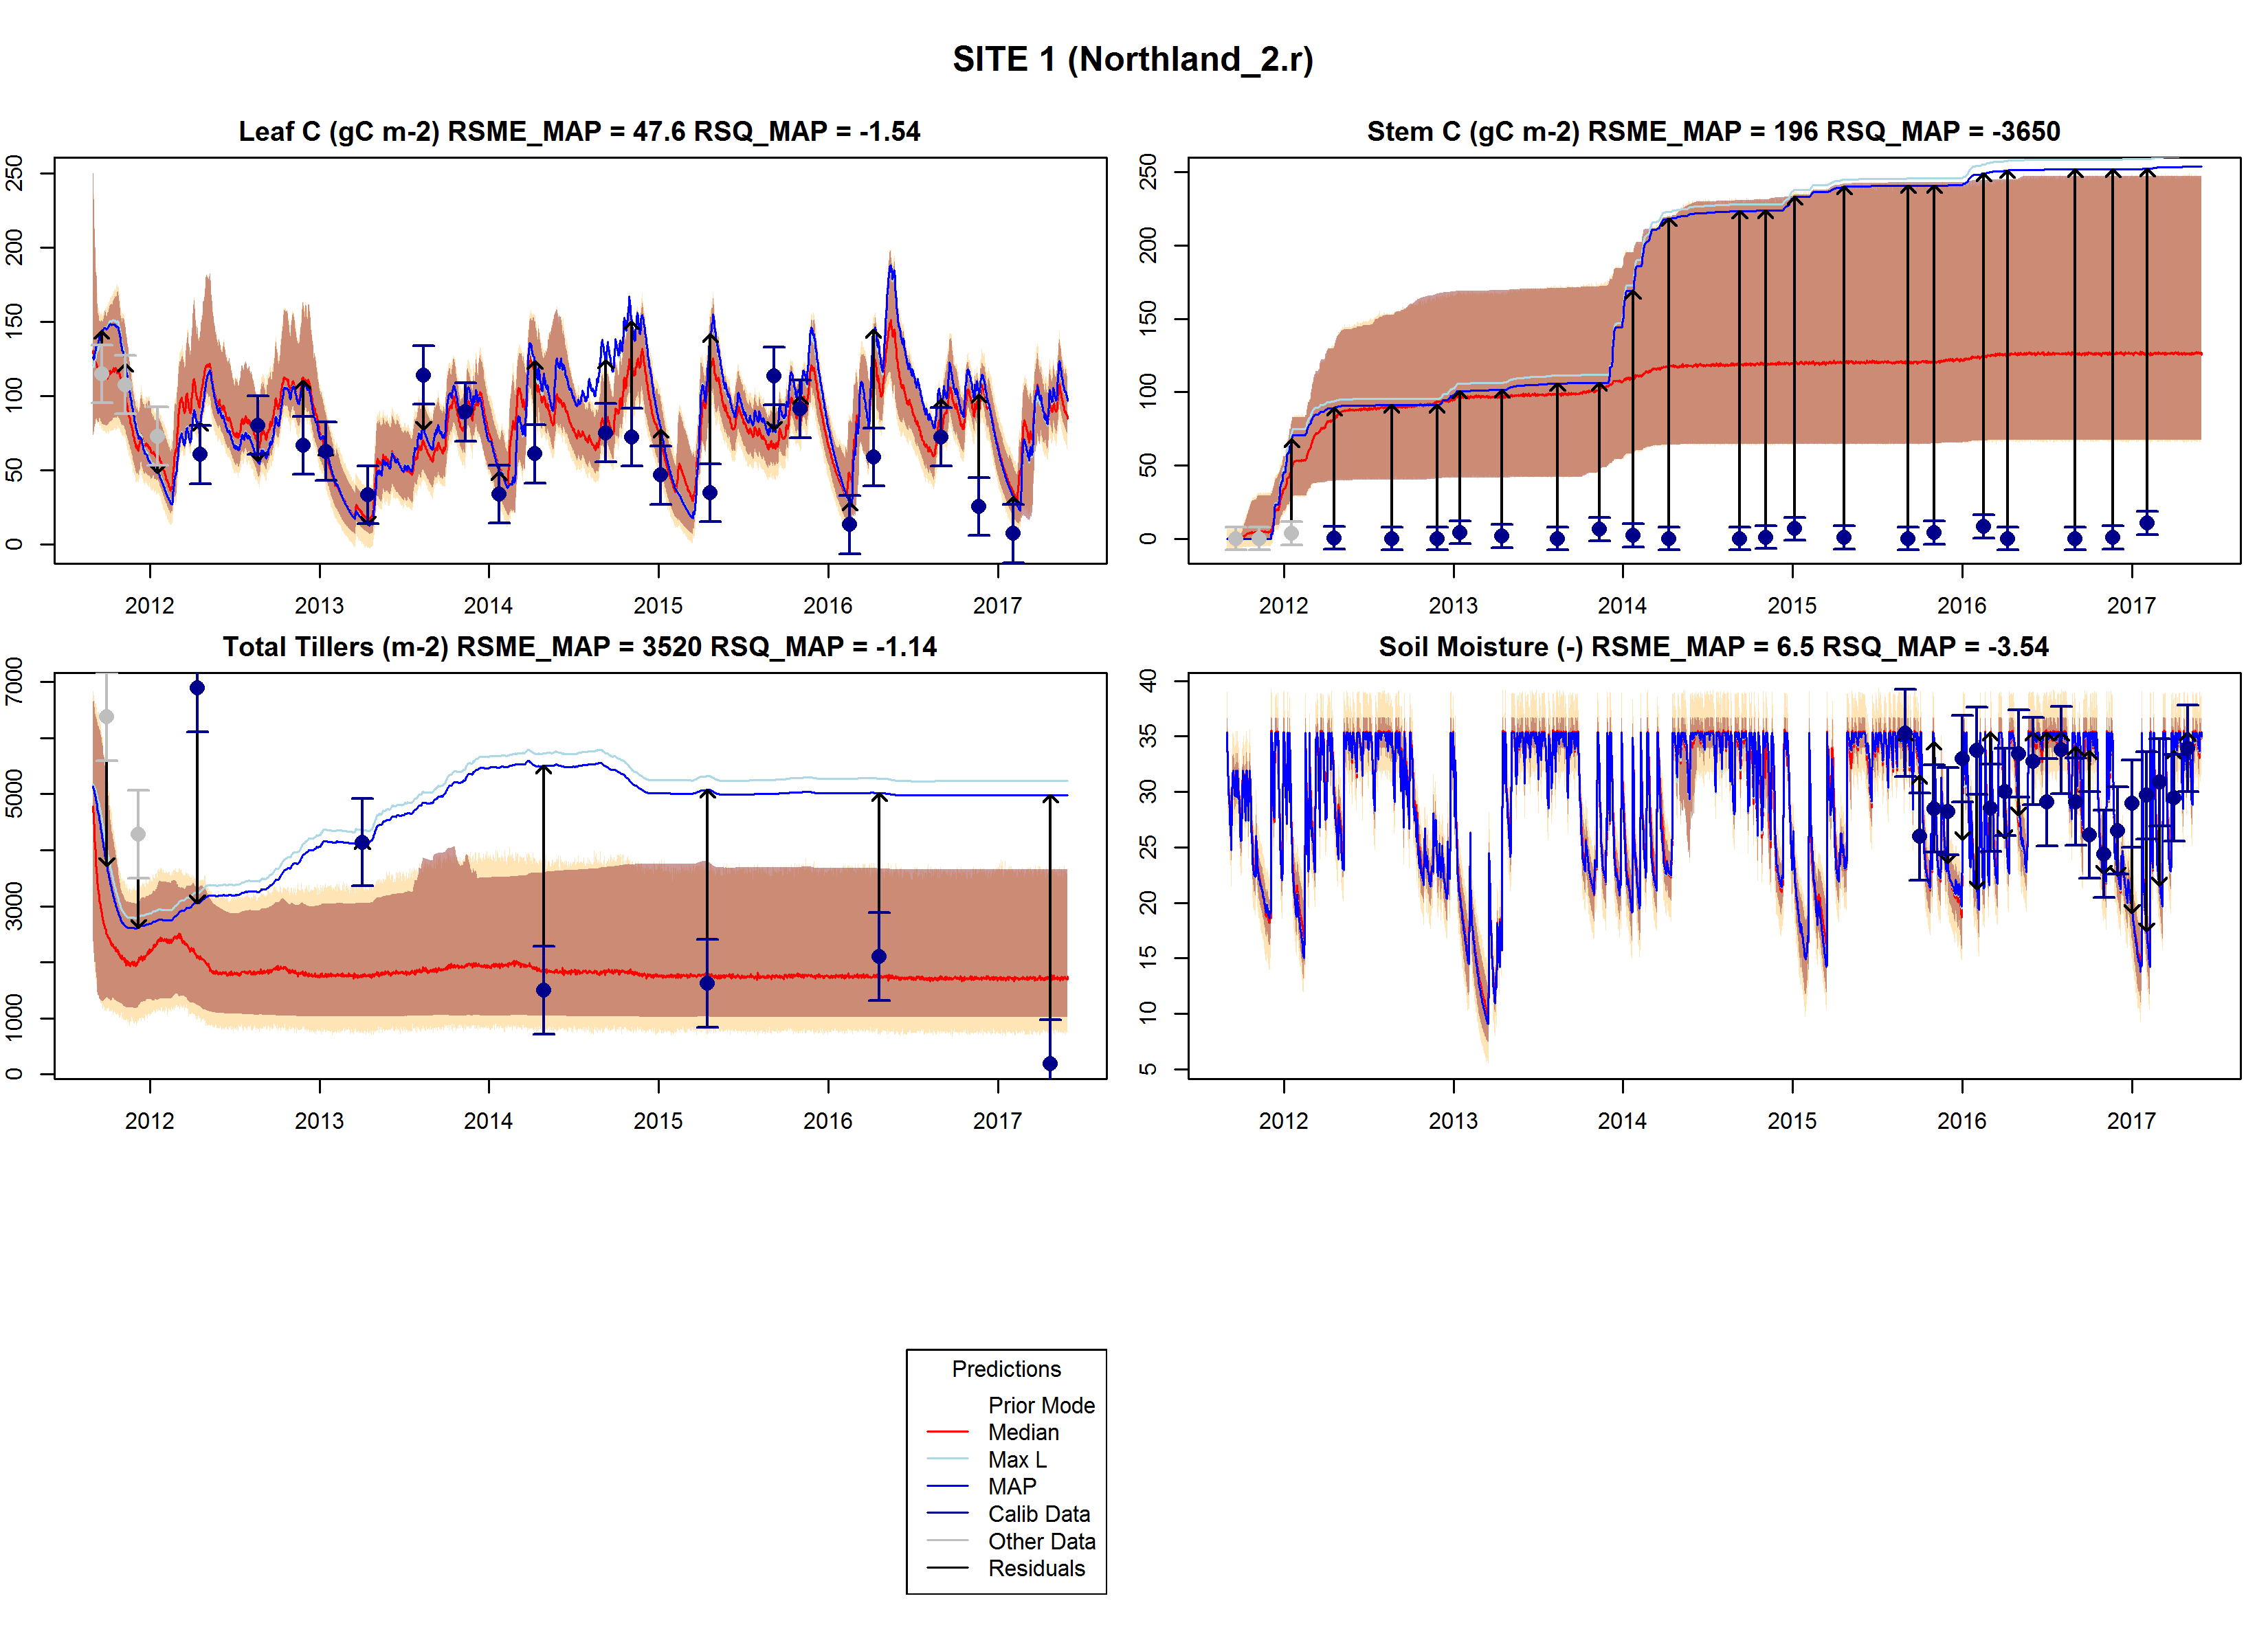 SITE 1 (Northland_2.r)
Leaf C (gC m-2) RSME_MAP = 47.6 RSQ_MAP = -1.54
250
200
150
100
50
0
2012 2013 2014 2015 2016 2017
Stem C (gC m-2) RSME_MAP = 196 RSQ_MAP = -3650
250
200
150
100
50
0
2012 2013 2014 2015 2016 2017
Total Tillers (m-2) RSME_MAP = 3520 RSQ_MAP = -1.14
7000
5000
3000
1000
0
2012 2013 2014 2015 2016 2017
Soil Moisture (-) RSME_MAP = 6.5 RSQ_MAP = -3.54
40
35
30
25
20
15
10
5
2012 2013 2014 2015 2016 2017
Predictions
Prior Mode
Median
Max L
MAP
Calib Data
Other Data
Residuals